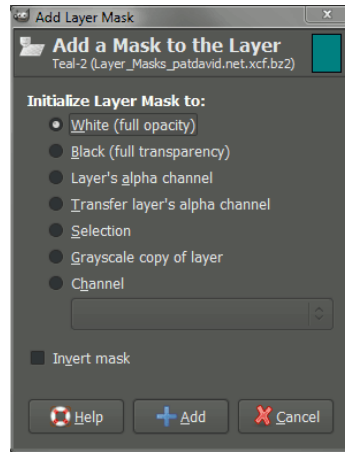 Add Layer Mask
Add a Mask to the Layer
Teal-2 (Layer_Masks_patdavid.net.xcf.bz2)
Initialize Layer Mask to:
White (full opacity)
Black (full transparency)
Layer's alpha channel
Transfer layer's alpha channel
Selection
Grayscale copy of layer
Channel
Invert mask
Help Add Cancel